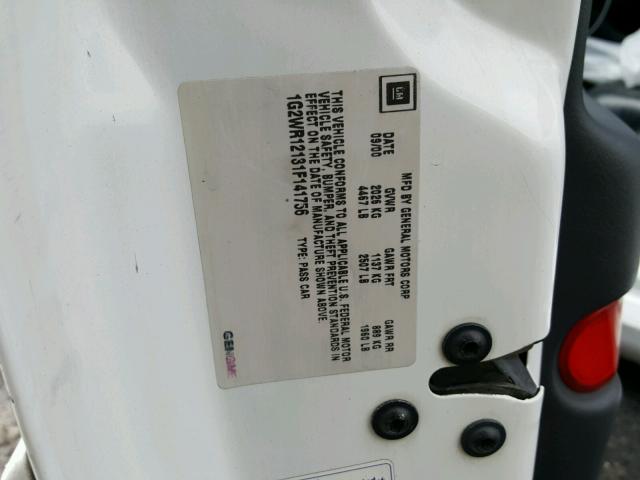 GM
MFD BY GENERAL MOTORS CORP
DATE GVWR GAWR FRT GAWR RR
09/00 2026 KG 1137 KG 889 KG
4467 LB 2507 LB 1960 LB
THIS VEHICLE CONFORMS TO ALL APPLICABLE U.S. FEDERAL MOTOR
VEHICLE SAFETY, BUMPER, AND THEFT PREVENTION STANDARDS IN
EFFECT ON THE DATE OF MANUFACTURE SHOWN ABOVE.
1G2WR12131F141756 TYPE: PASS CAR